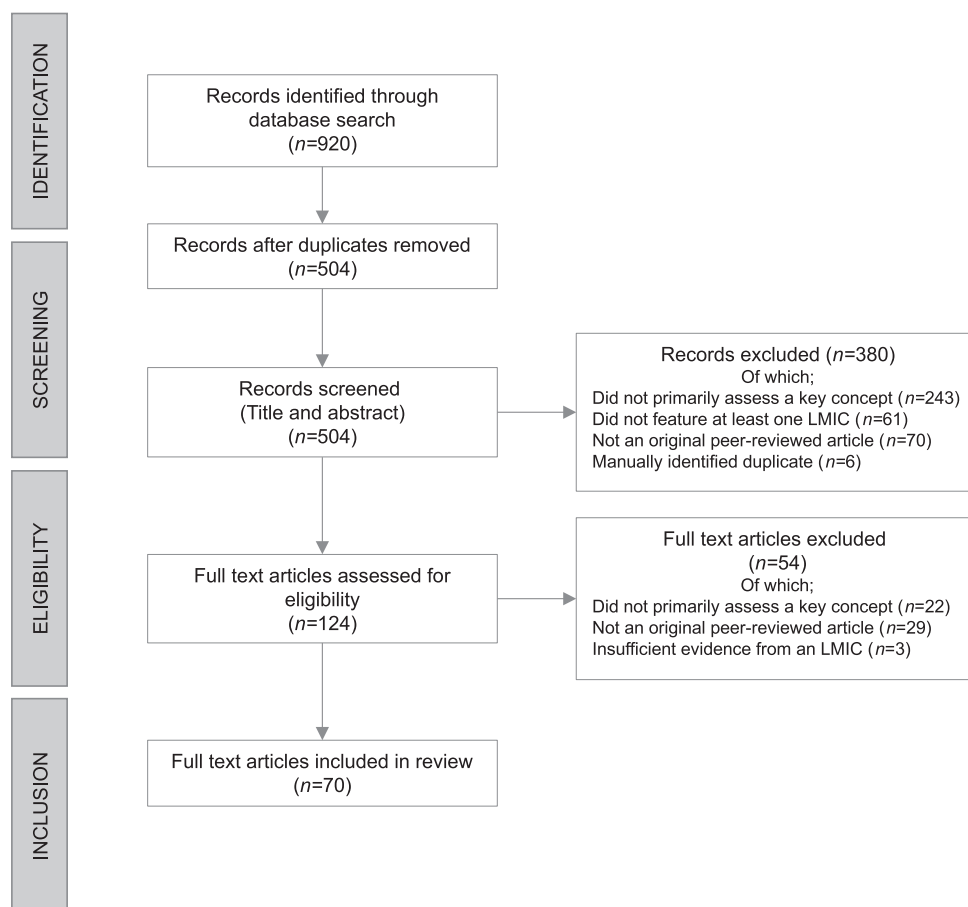 IDENTIFICATION
Records identified through
database search
(n=920)
Records after duplicates removed
(n=504)
SCREENING
Records screened
(Title and abstract)
(n=504)
Records excluded (n=380)
Of which;
Did not primarily assess a key concept (n=243)
Did not feature at least one LMIC (n=61)
Not an original peer-reviewed article (n=70)
Manually identified duplicate (n=6)
ELIGIBILITY
Full text articles assessed for
eligibility
(n=124)
Full text articles excluded
(n=54)
Of which;
Did not primarily assess a key concept (n=22)
Not an original peer-reviewed article (n=29)
Insufficient evidence from an LMIC (n=3)
INCLUSION
Full text articles included in review
(n=70)